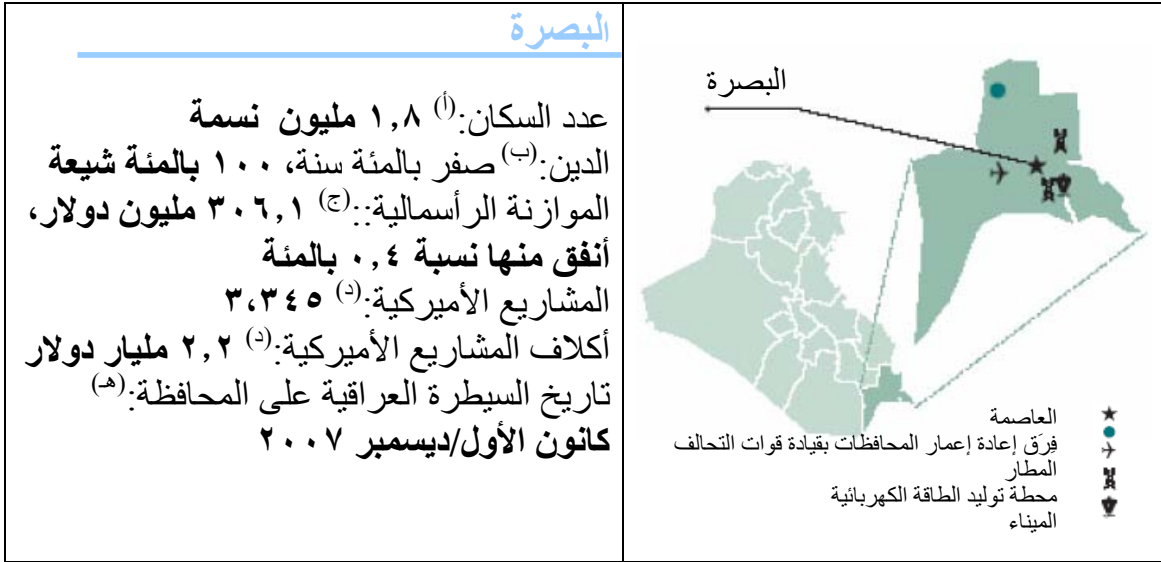 البصرة
عدد السكان:(أ) ١,٨ مليون نسمة
الدين:(ب) صفر بالمئة سنة، ١٠٠ بالمئة شيعة
الموازنة الرأسمالية::(ج) ٣٠٦,١ مليون دولار،
أنفق منها نسبة ٠,٤ بالمئة
المشاريع الأميركية:(د) ٣،٣٤٥
أكلاف المشاريع الأميركية:(د) ٢,٢ مليار دولار
تاريخ السيطرة العراقية على المحافظة:(هـ)
كانون الأول/ديسمبر ٢٠٠٧
البصرة
العاصمة
فِرَق إعادة إعمار المحافظات بقيادة قوات التحالف
المطار
محطة توليد الطاقة الكهربائية
الميناء